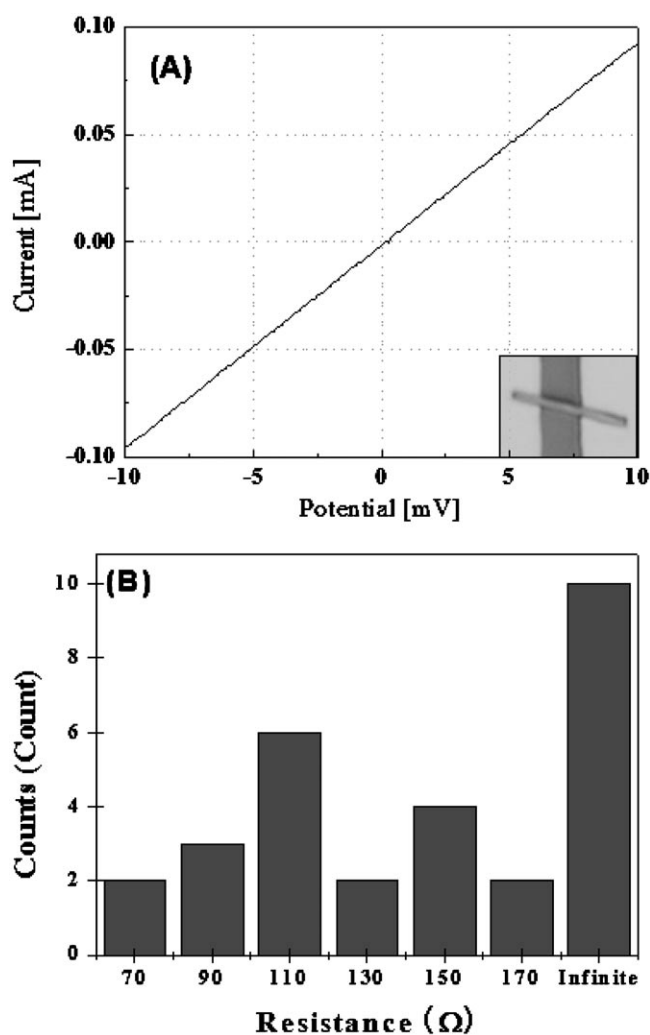 (A)
0.10
0.05
0.00
-0.05
-0.10
Current [mA]
-10 -5 0 5 10
Potential [mV]
(B)
10
8
6
4
2
0
Counts (Count)
70 90 110 130 150 170 Infinite
Resistance (Ω)